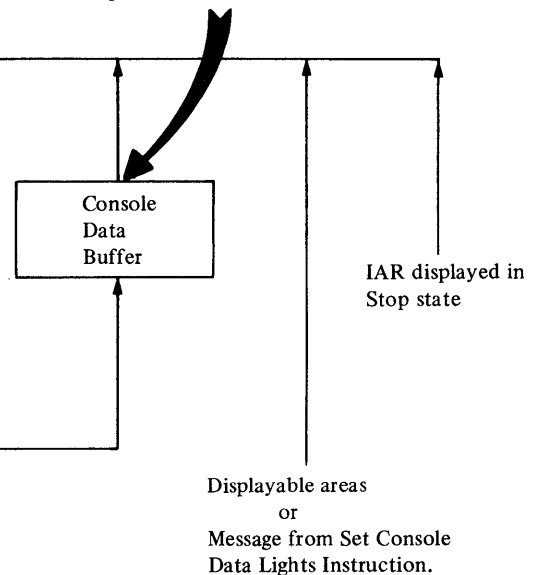 Console
Data
Buffer
IAR displayed in
Stop state
Displayable areas
or
Message from Set Console
Data Lights Instruction.